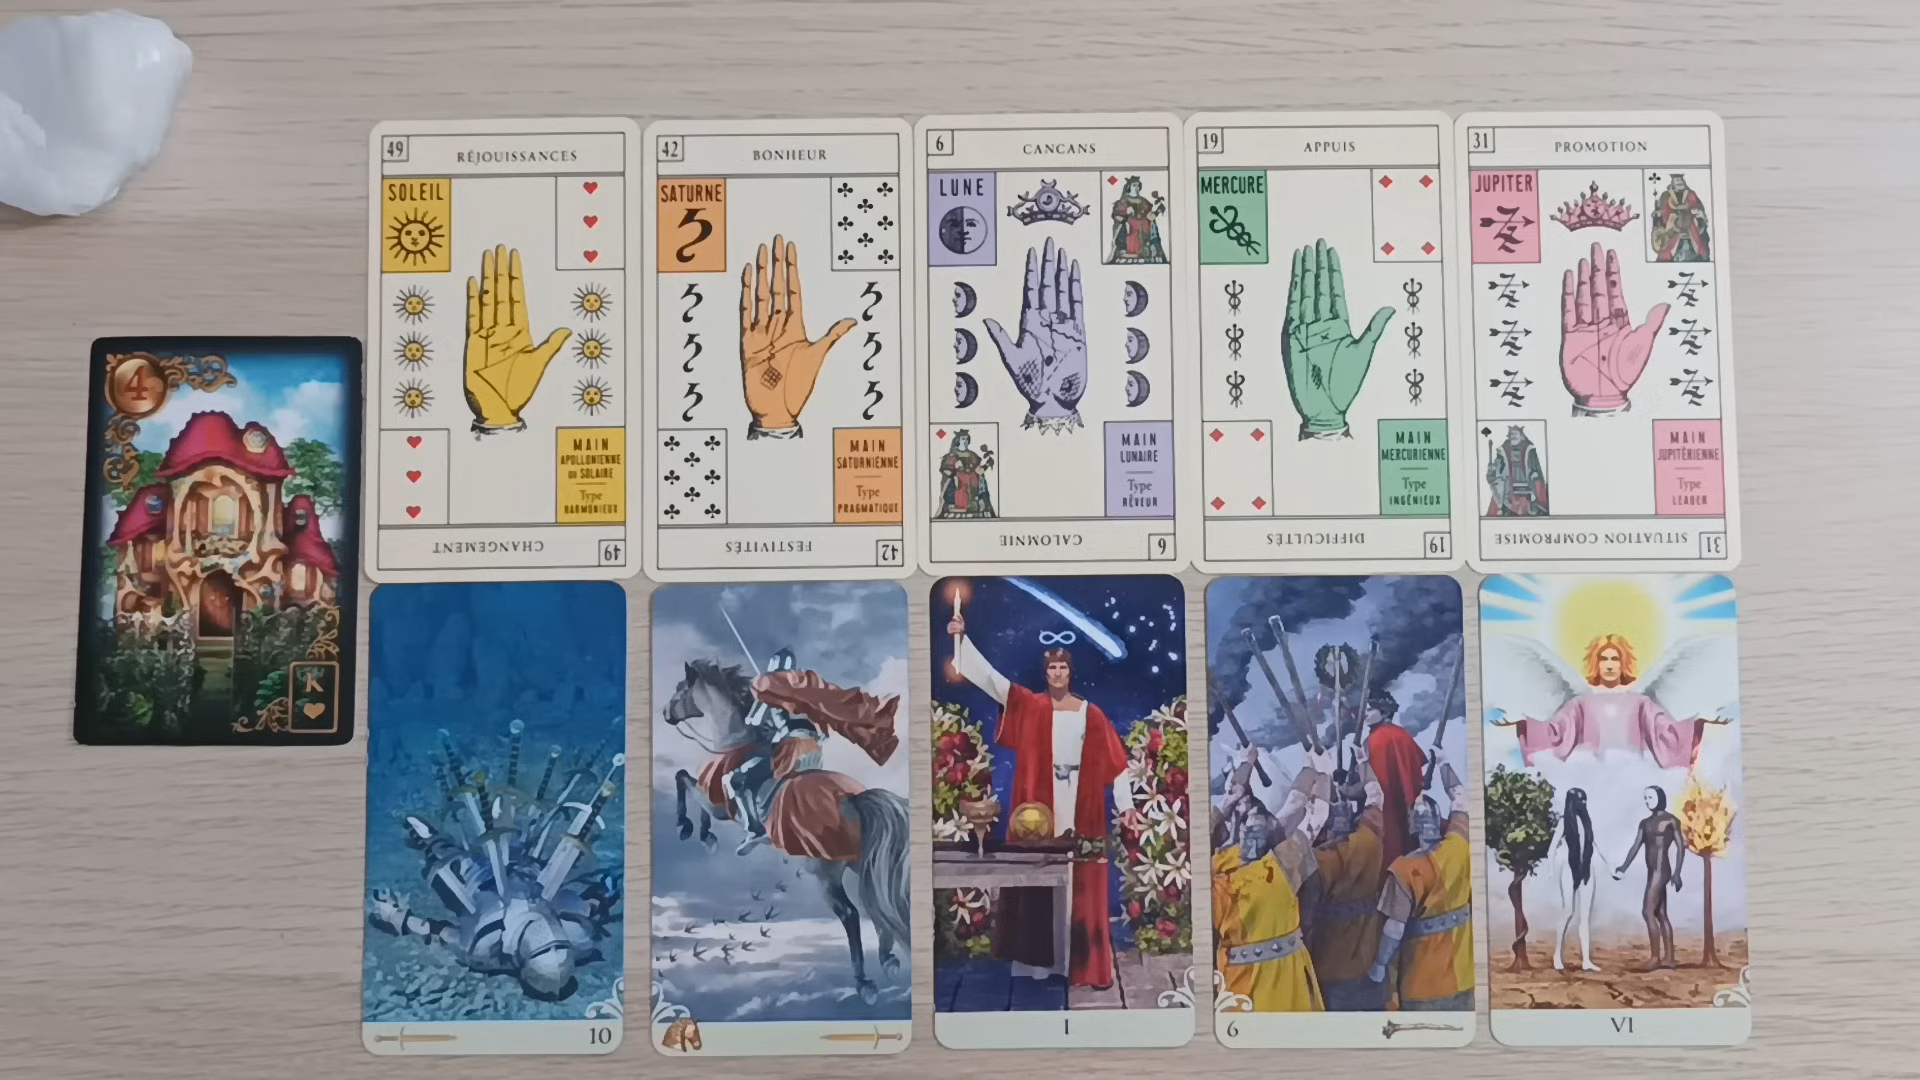 4
K
49
RÉJOUISSANCES
SOLEIL
MAIN
APOLLONIENNE
OU SOLAIRE
Type
HARMONIEUX
CHANGEMENT
49
42
BONHEUR
SATURNE
MAIN
SATURNIENNE
Type
PRAGMATIQUE
FESTIVITÉS
42
6
CANCANS
LUNE
MAIN
LUNAIRE
Type
RÊVEUR
CALOMNIE
6
19
APPUIS
MERCURE
MAIN
MERCURIENNE
Type
INGÉNIEUX
DIFFICULTÉS
19
31
PROMOTION
JUPITER
MAIN
JUPITÉRIENNE
Type
LEADER
SITUATION COMPROMISE
31
10
I
6
VI